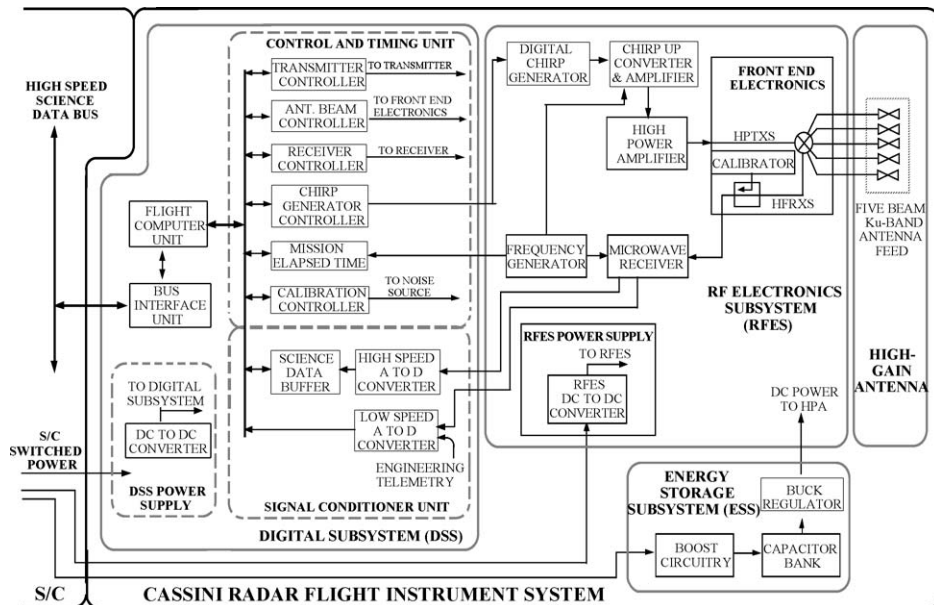 HIGH SPEED
SCIENCE
DATA BUS
CONTROL AND TIMING UNIT
TRANSMITTER
CONTROLLER
TO TRANSMITTER
ANT. BEAM
CONTROLLER
TO FRONT END
ELECTRONICS
RECEIVER
CONTROLLER
TO RECEIVER
CHIRP
GENERATOR
CONTROLLER
MISSION
ELAPSED TIME
CALIBRATION
CONTROLLER
TO NOISE
SOURCE
FLIGHT
COMPUTER
UNIT
BUS
INTERFACE
UNIT
SCIENCE
DATA
BUFFER
HIGH SPEED
A TO D
CONVERTER
LOW SPEED
A TO D
CONVERTER
ENGINEERING
TELEMETRY
SIGNAL CONDITIONER UNIT
DIGITAL SUBSYSTEM (DSS)
TO DIGITAL
SUBSYSTEM
DC TO DC
CONVERTER
DSS POWER
SUPPLY
S/C
SWITCHED
POWER
DIGITAL
CHIRP
GENERATOR
CHIRP UP
CONVERTER
& AMPLIFIER
HIGH
POWER
AMPLIFIER
FRONT END
ELECTRONICS
HPTXS
CALIBRATOR
HFRXS
FREQUENCY
GENERATOR
MICROWAVE
RECEIVER
RF ELECTRONICS
SUBSYSTEM
(RFES)
FIVE BEAM
Ku-BAND
ANTENNA
FEED
HIGH-
GAIN
ANTENNA
RFES POWER SUPPLY
TO RFES
RFES
DC TO DC
CONVERTER
DC POWER
TO HPA
ENERGY
STORAGE
SUBSYSTEM (ESS)
BUCK
REGULATOR
BOOST
CIRCUITRY
CAPACITOR
BANK
S/C
CASSINI RADAR FLIGHT INSTRUMENT SYSTEM